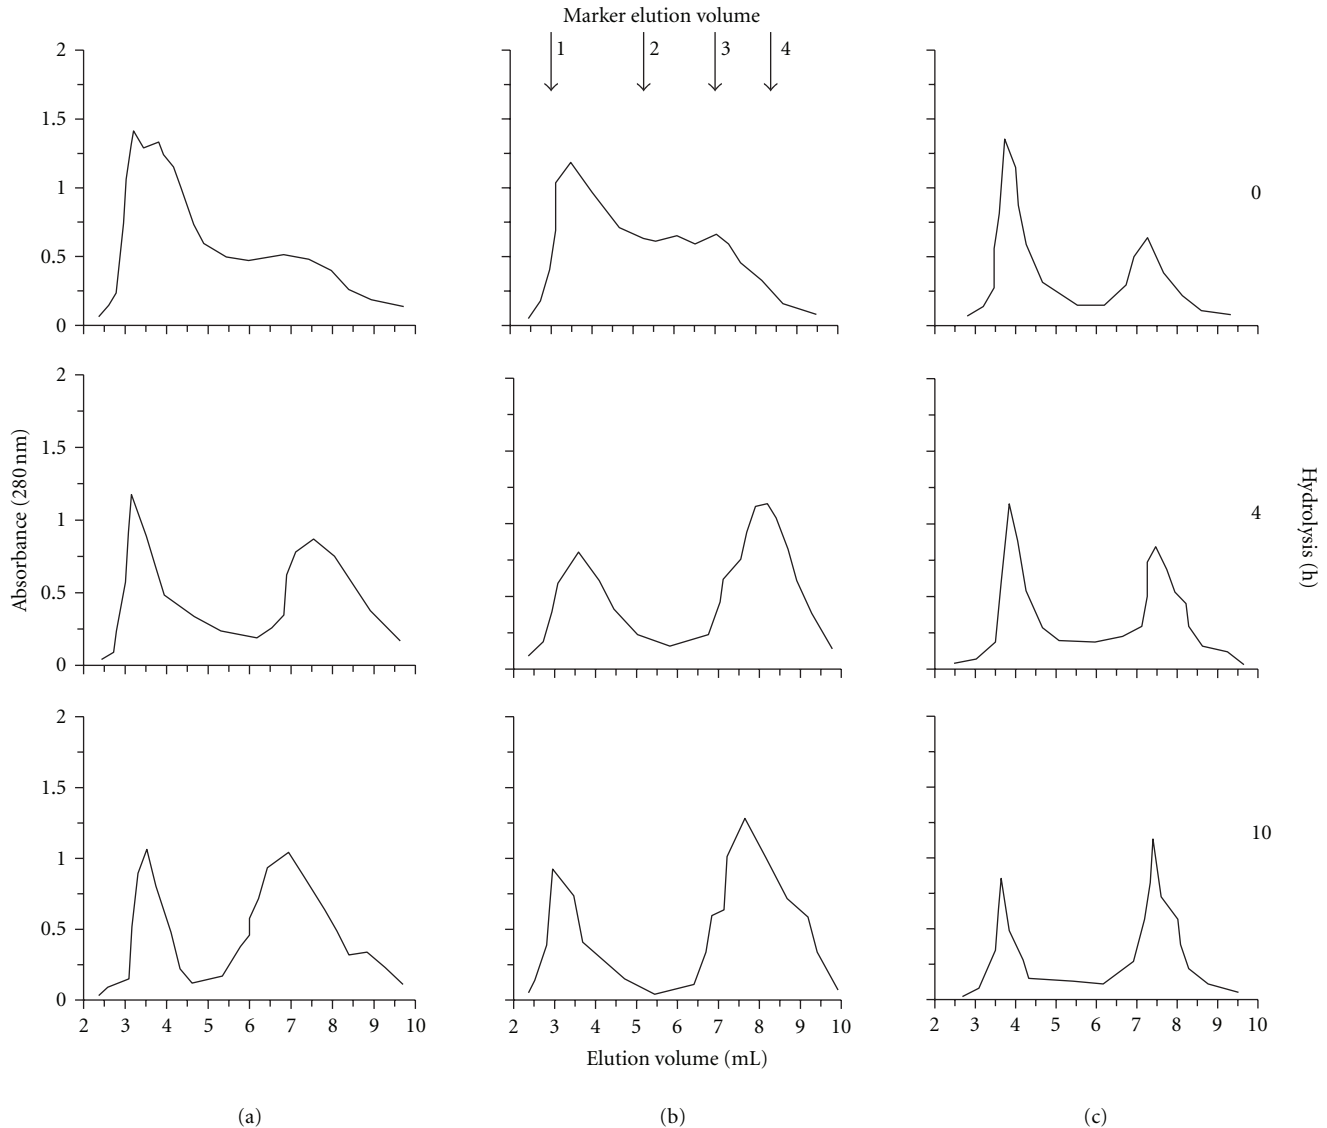 Marker elution volume
1 2 3 4
2
1.5
1
0.5
0
0
2
1.5
1
0.5
0
4
2
1.5
1
0.5
0
10
Absorbance (280 nm)
Hydrolysis (h)
2 3 4 5 6 7 8 9 10
2 3 4 5 6 7 8 9 10
2 3 4 5 6 7 8 9 10
Elution volume (mL)
(a) (b) (c)